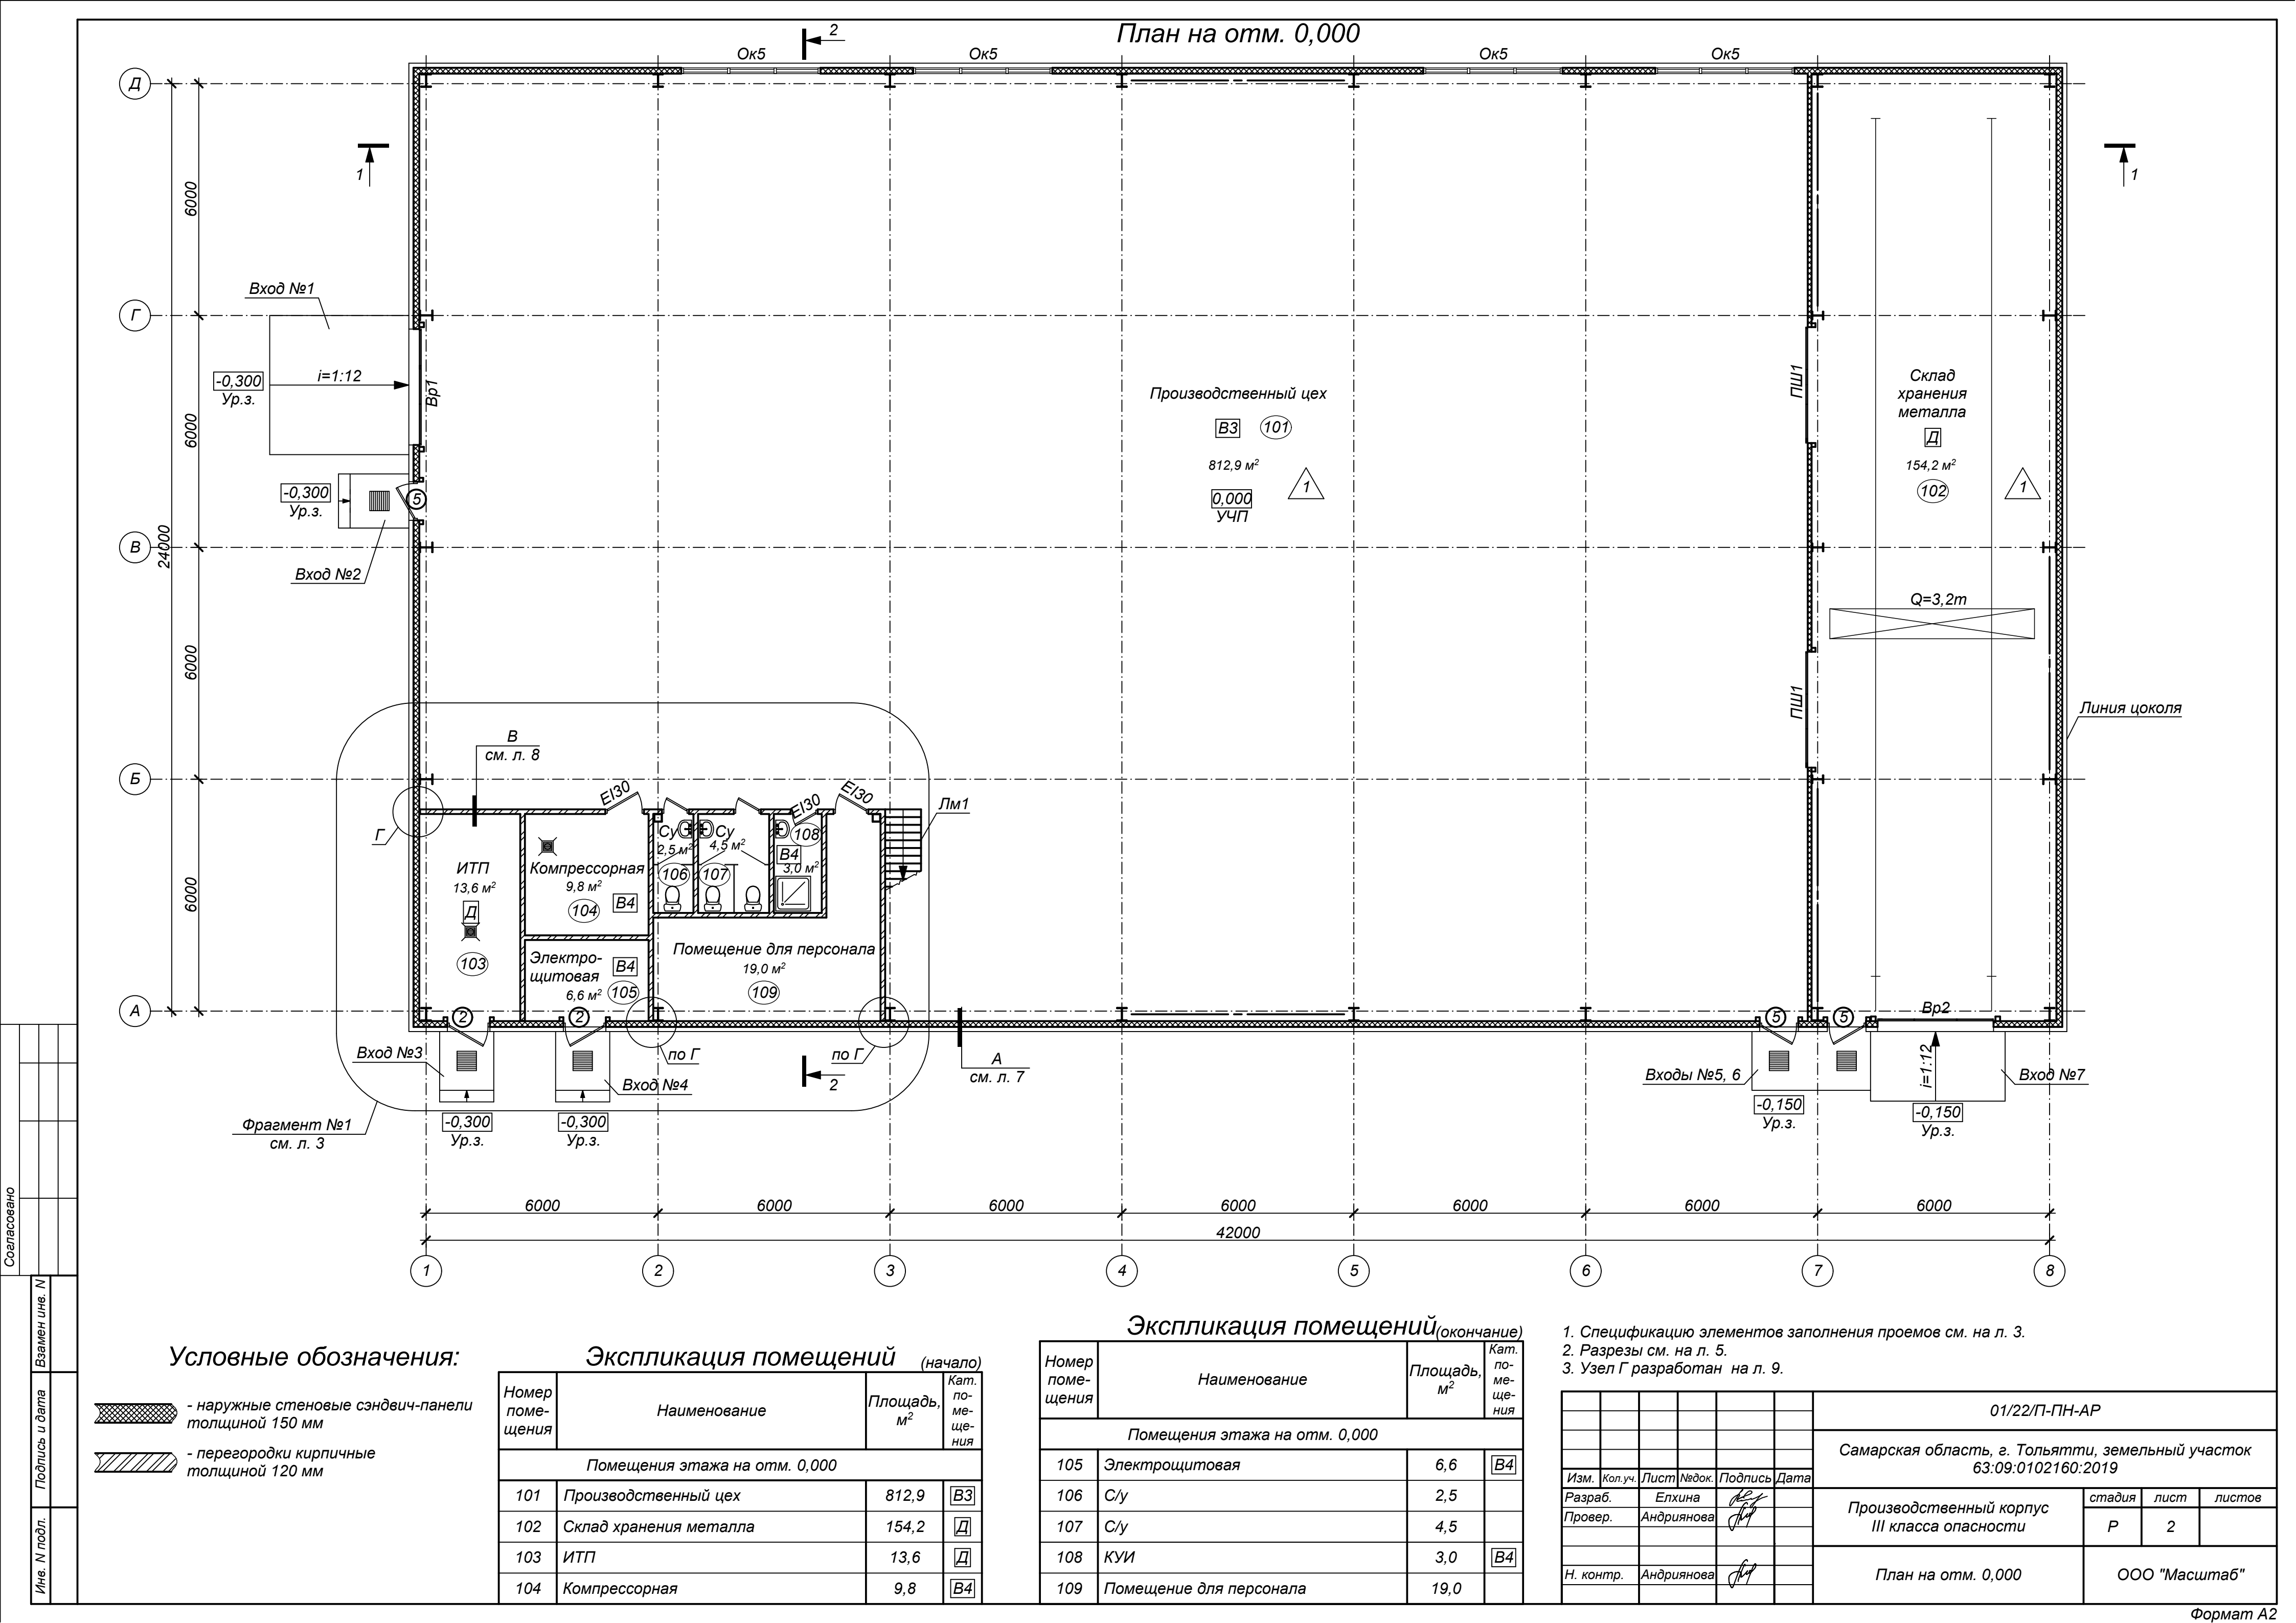 План на отм. 0,000
2
Ок5
Ок5
Ок5
Ок5
Д
Г
В
Б
А
1
1
6000
6000
6000
6000
24000
Вход №1
-0,300
Ур.з.
i=1:12
Вр1
-0,300
Ур.з.
5
Вход №2
Производственный цех
В3
101
812,9 м²
0,000
УЧП
1
ПШ1
ПШ1
Склад
хранения
металла
Д
154,2 м²
102
1
Q=3,2т
Линия цоколя
В
см. л. 8
Г
EI30
EI30
EI30
Лм1
ИТП
13,6 м²
Д
103
Компрессорная
9,8 м²
104
В4
Су
2,5 м²
106
Су
4,5 м²
107
108
В4
3,0 м²
Электро-
щитовая
В4
6,6 м²
105
Помещение для персонала
19,0 м²
109
2
2
5
5
Вр2
Вход №3
Вход №4
по Г
по Г
2
А
см. л. 7
Входы №5, 6
i=1:12
Вход №7
-0,300
Ур.з.
-0,300
Ур.з.
-0,150
Ур.з.
-0,150
Ур.з.
Фрагмент №1
см. л. 3
6000
6000
6000
6000
6000
6000
6000
42000
1
2
3
4
5
6
7
8
Условные обозначения:
- наружные стеновые сэндвич-панели
толщиной 150 мм
- перегородки кирпичные
толщиной 120 мм
Экспликация помещений (начало)
Номер
поме-
щения
Наименование
Площадь,
м²
Кат.
по-
ме-
ще-
ния
Помещения этажа на отм. 0,000
101 Производственный цех 812,9 В3
102 Склад хранения металла 154,2 Д
103 ИТП 13,6 Д
104 Компрессорная 9,8 В4
Экспликация помещений (окончание)
Номер
поме-
щения
Наименование
Площадь,
м²
Кат.
по-
ме-
ще-
ния
Помещения этажа на отм. 0,000
105 Электрощитовая 6,6 В4
106 С/у 2,5
107 С/у 4,5
108 КУИ 3,0 В4
109 Помещение для персонала 19,0
1. Спецификацию элементов заполнения проемов см. на л. 3.
2. Разрезы см. на л. 5.
3. Узел Г разработан на л. 9.
01/22/П-ПН-АР
Самарская область, г. Тольятти, земельный участок
63:09:0102160:2019
Изм. Кол.уч. Лист №док. Подпись Дата
Разраб. Елхина
Провер. Андриянова
Н. контр. Андриянова
Производственный корпус
III класса опасности
стадия лист листов
Р 2
План на отм. 0,000
ООО "Масштаб"
Формат А2
Согласовано
Взамен инв. N
Подпись и дата
Инв. N подл.